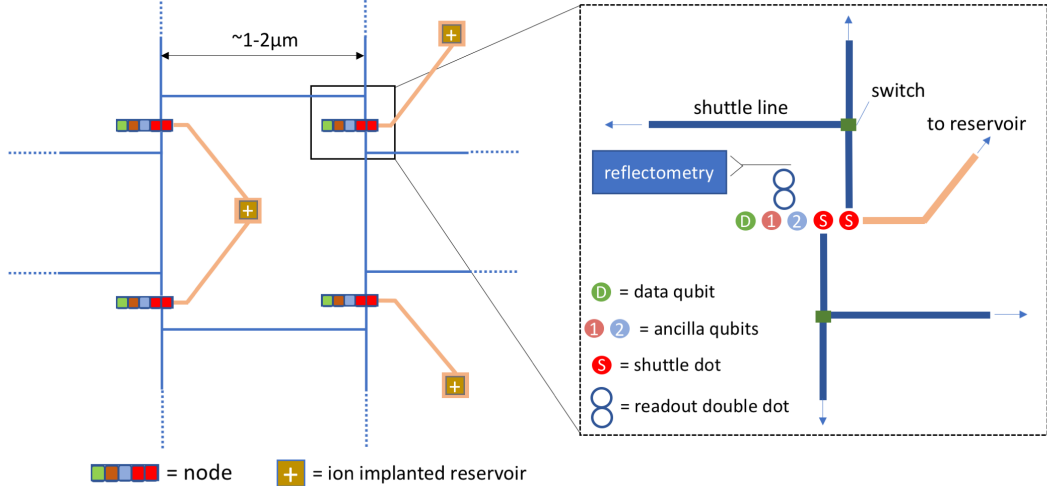 ~1-2μm
+
+
+
= node
+ = ion implanted reservoir
shuttle line
switch
to reservoir
reflectometry
D 1 2 S S
D = data qubit
1 2 = ancilla qubits
S = shuttle dot
= readout double dot